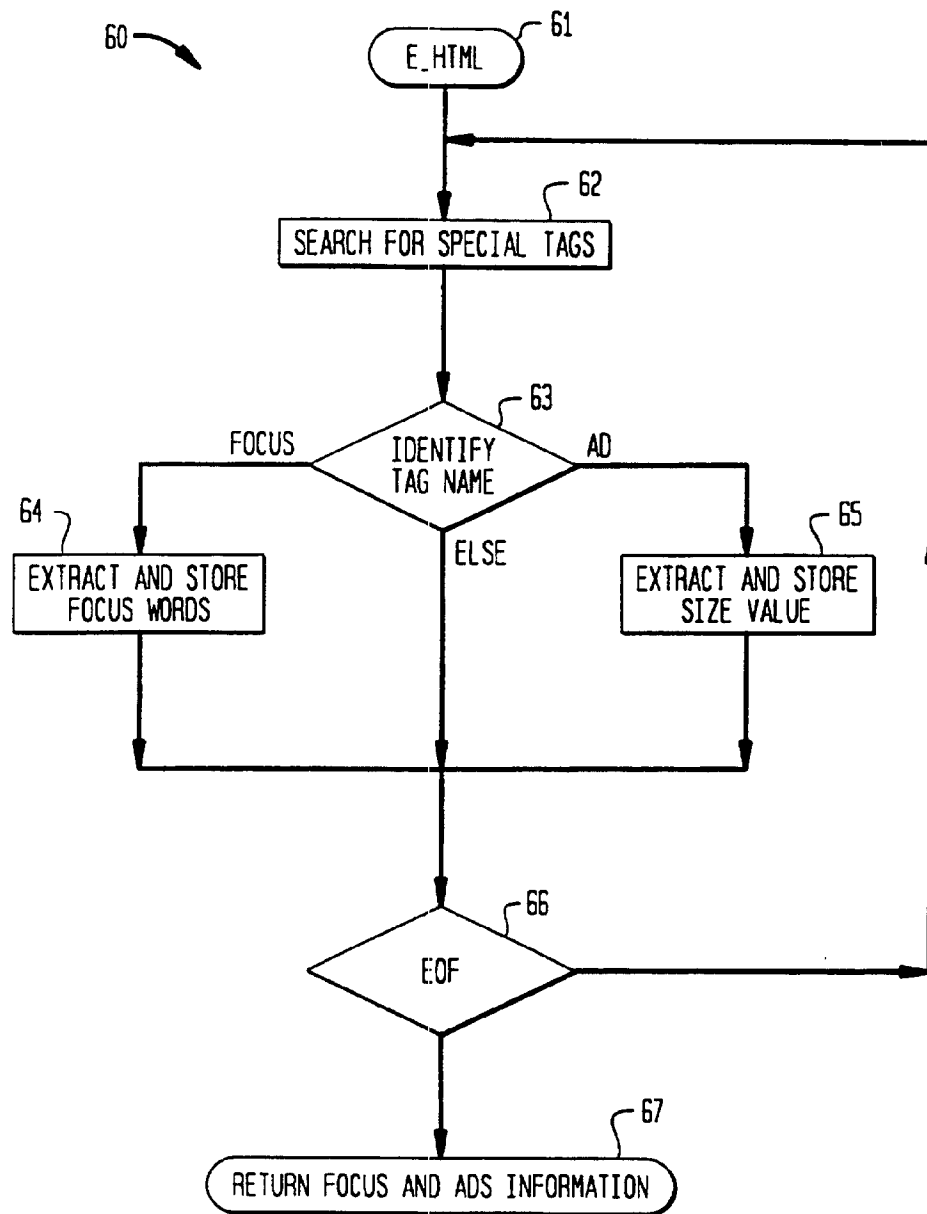 60
61
E_HTML
62
SEARCH FOR SPECIAL TAGS
63
FOCUS
IDENTIFY
TAG NAME
AD
ELSE
64
EXTRACT AND STORE
FOCUS WORDS
65
EXTRACT AND STORE
SIZE VALUE
66
EOF
67
RETURN FOCUS AND ADS INFORMATION